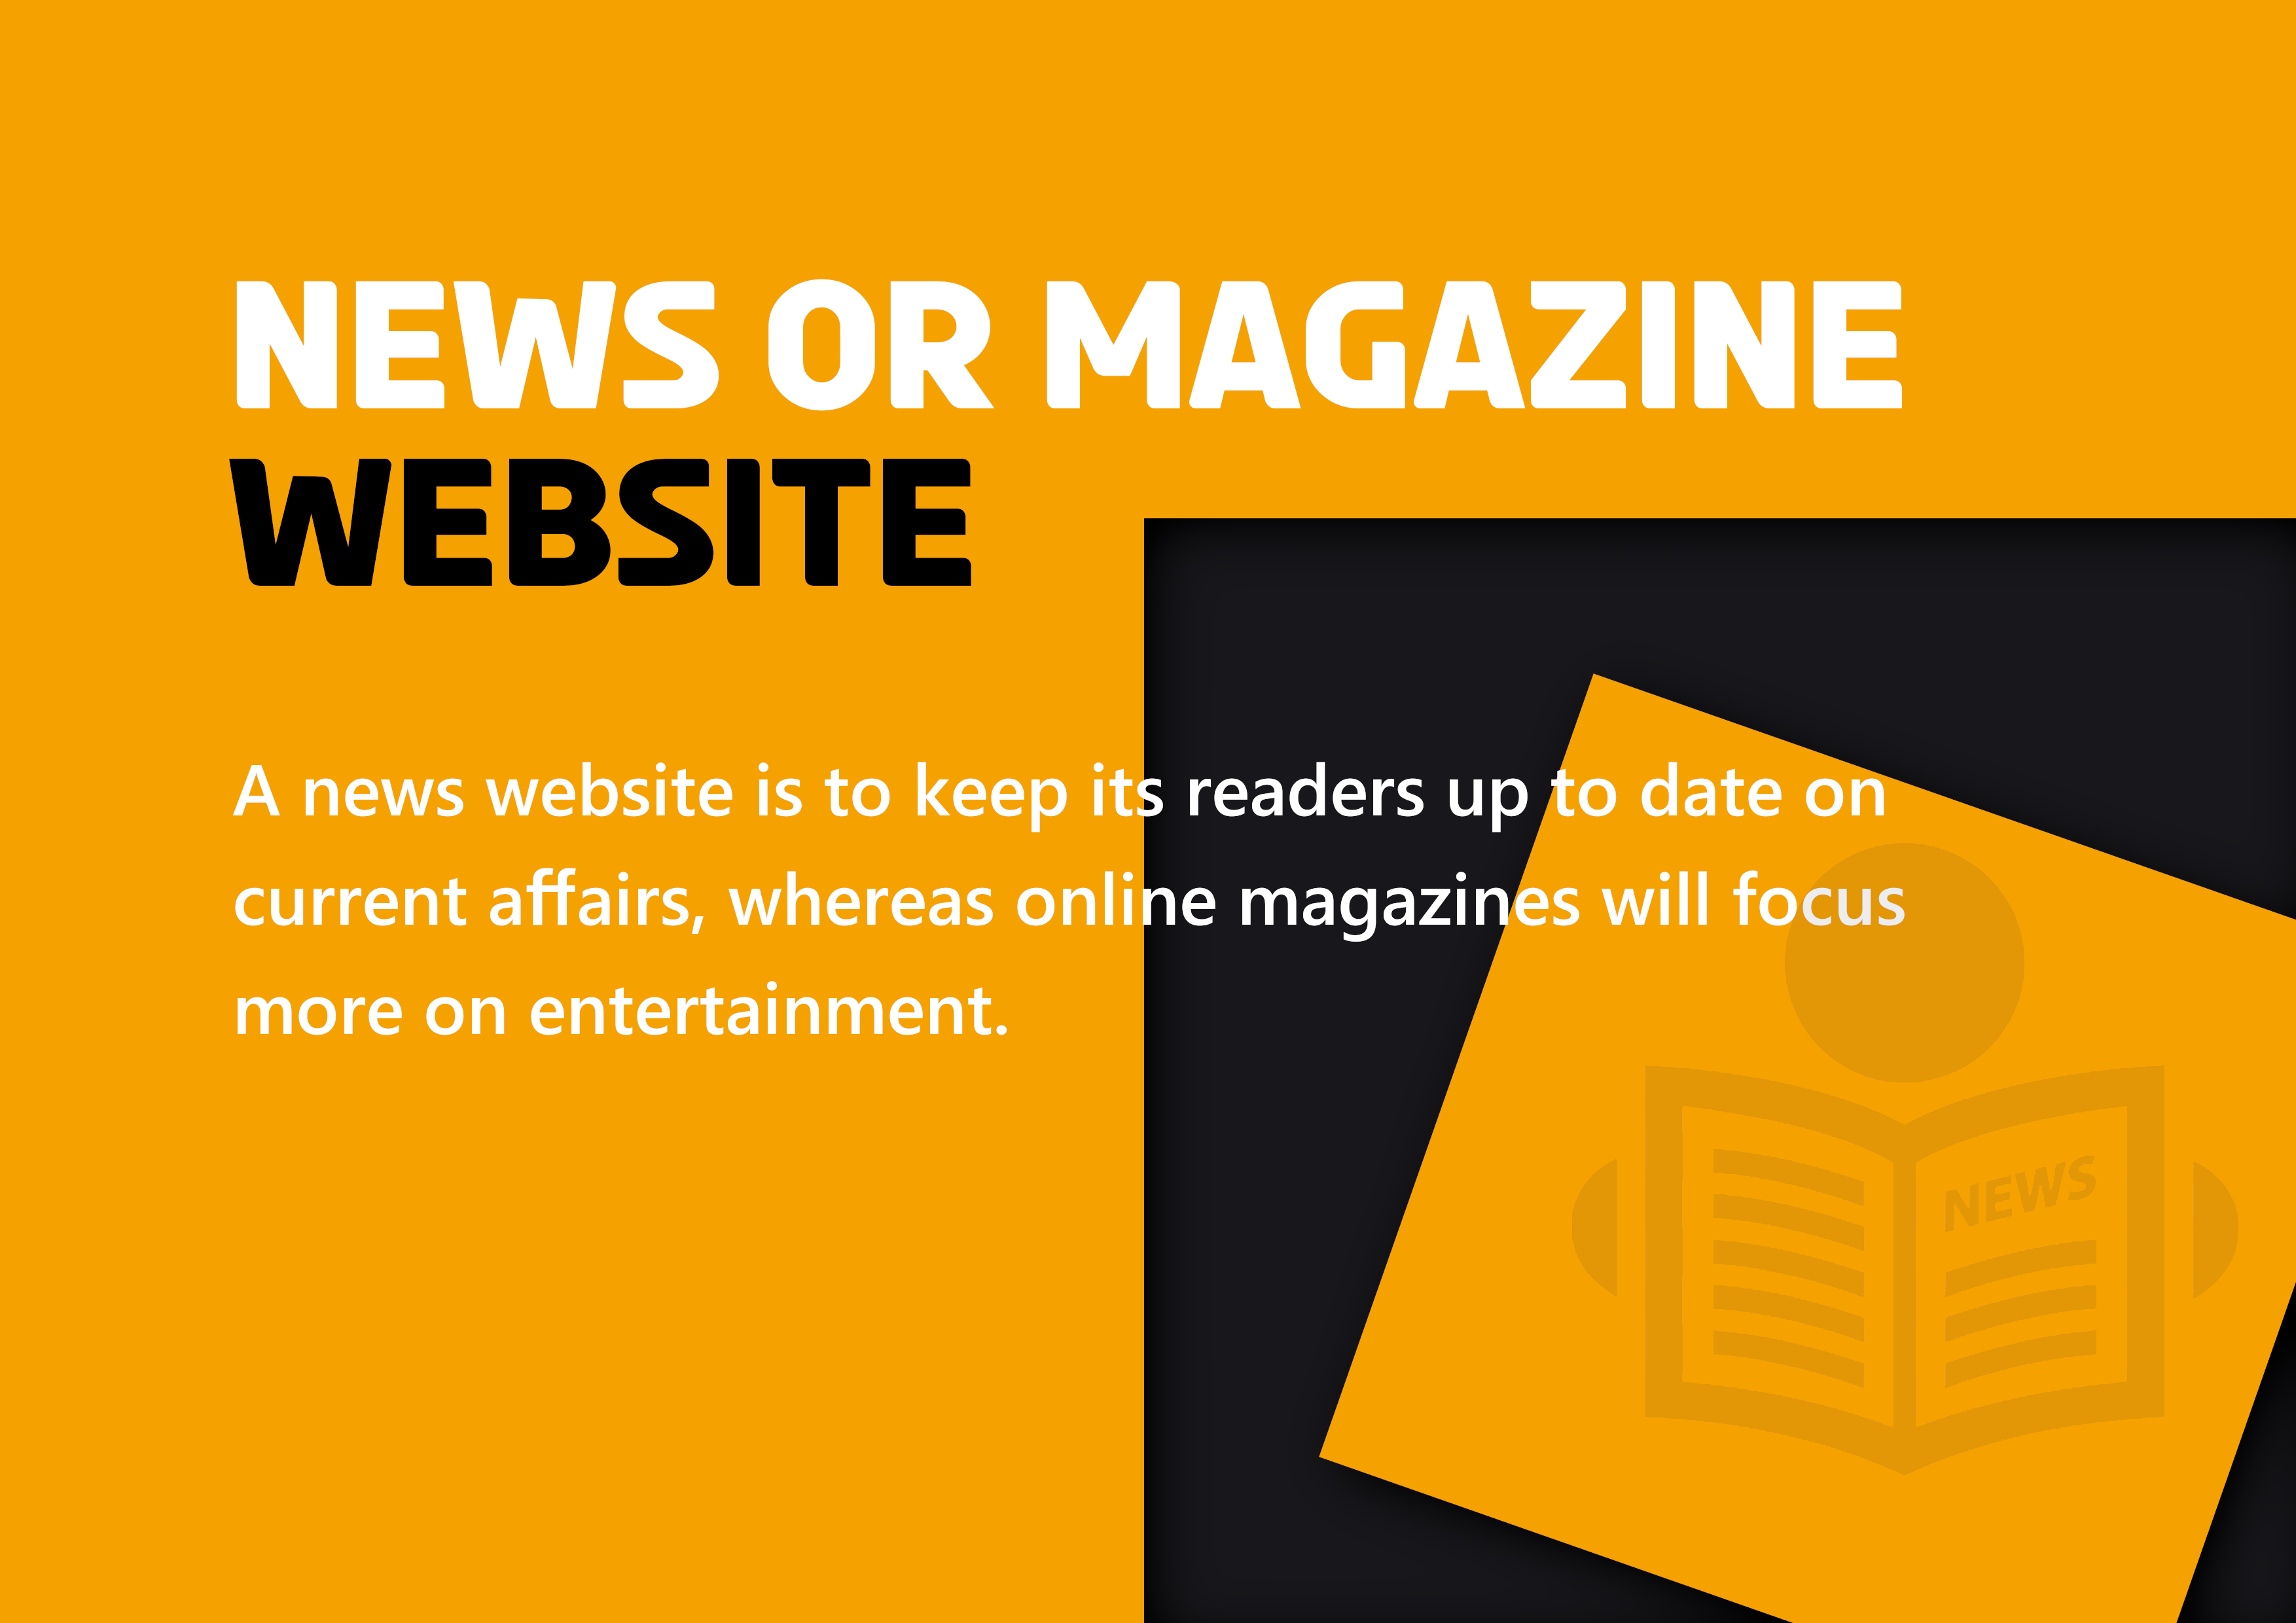 NEWS OR MAGAZINE
WEBSITE
A news website is to keep its readers up to date on
current affairs, whereas online magazines will focus
more on entertainment.
NEWS